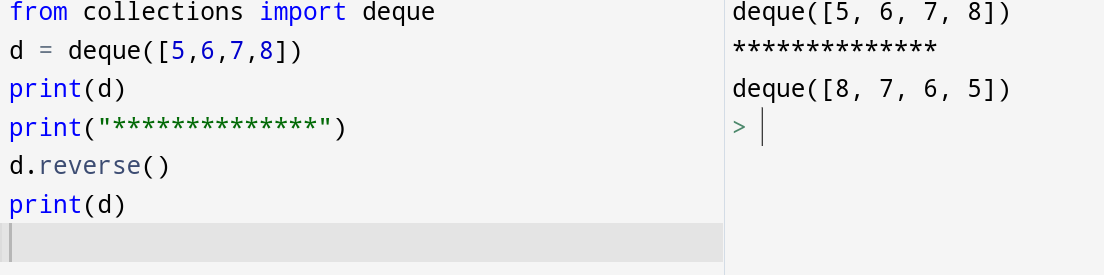 from collections import deque
d = deque([5,6,7,8])
print(d)
print("**************")
d.reverse()
print(d)
deque([5, 6, 7, 8])
**************
deque([8, 7, 6, 5])
>